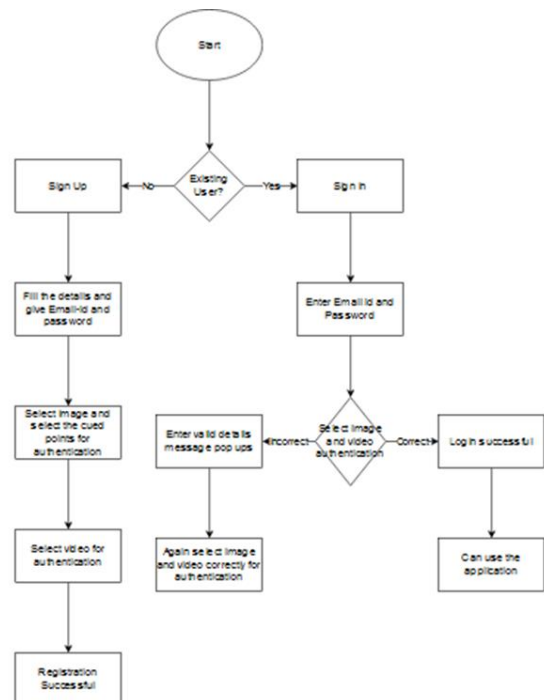 Start
Existing
User?
Sign Up
No
Yes
Sign In
Fill the details and
give Email-id and
password
Enter Email id and
Password
Select image and
select the cued
points for
authentication
Enter valid details
message pop ups
Incorrect
Select image
and video
authentication
Correct
Login successful
Select video for
authentication
Again select image
and video correctly for
authentication
Can use the
application
Registration
Successful